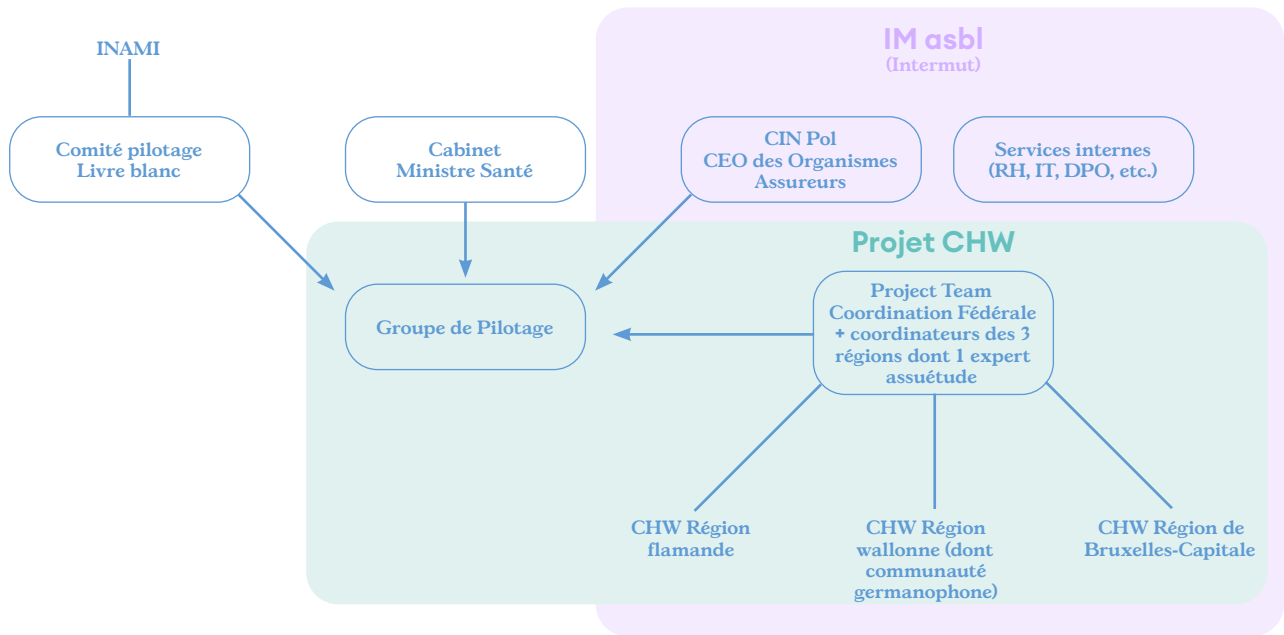 IM asbl
(Intermut)
INAMI
Comité pilotage
Livre blanc
Cabinet
Ministre Santé
CIN Pol
CEO des Organismes
Assureurs
Services internes
(RH, IT, DPO, etc.)
Projet CHW
Groupe de Pilotage
Project Team
Coordination Fédérale
+ coordinateurs des 3
régions dont 1 expert
assuétude
CHW Région
flamande
CHW Région
wallonne (dont
communauté
germanophone)
CHW Région de
Bruxelles-Capitale